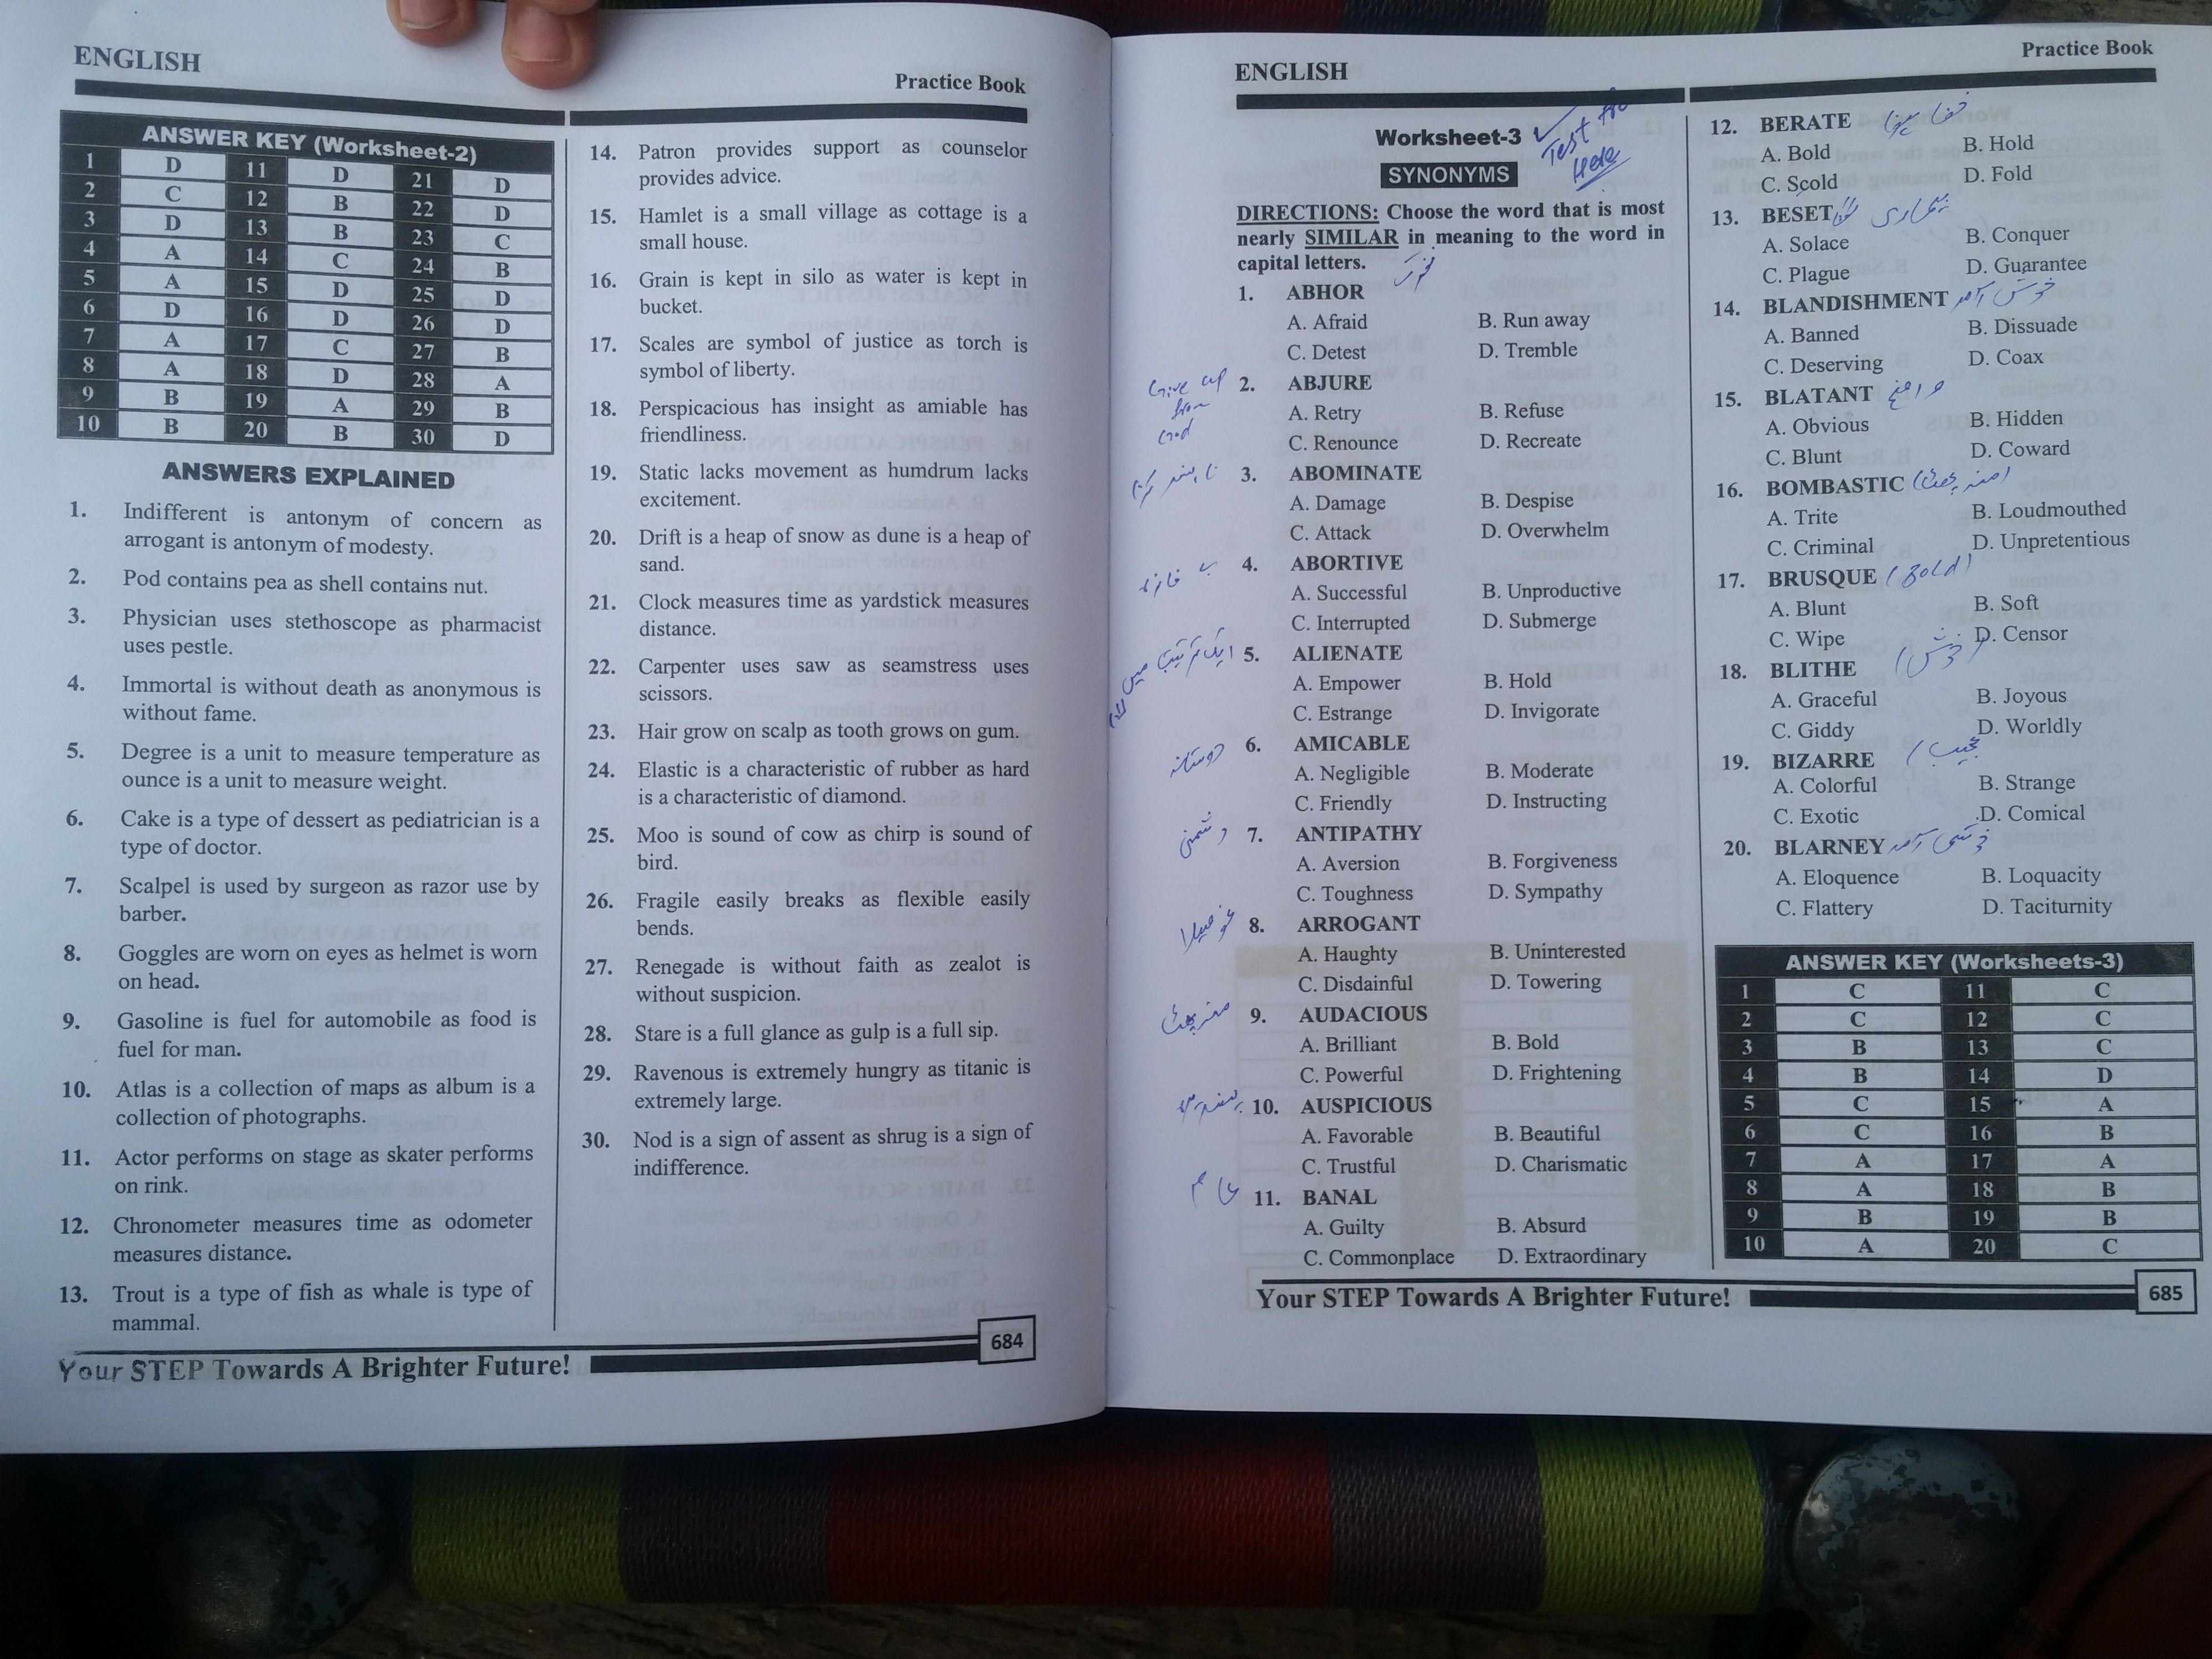 ENGLISH
Practice Book
ANSWER KEY (Worksheet-2)
1 D 11 D 21 D
2 C 12 B 22 D
3 D 13 B 23 C
4 A 14 C 24 B
5 A 15 D 25 D
6 D 16 D 26 D
7 A 17 C 27 B
8 A 18 D 28 A
9 B 19 A 29 B
10 B 20 B 30 D
ANSWERS EXPLAINED
1. Indifferent is antonym of concern as
arrogant is antonym of modesty.
2. Pod contains pea as shell contains nut.
3. Physician uses stethoscope as pharmacist
uses pestle.
4. Immortal is without death as anonymous is
without fame.
5. Degree is a unit to measure temperature as
ounce is a unit to measure weight.
6. Cake is a type of dessert as pediatrician is a
type of doctor.
7. Scalpel is used by surgeon as razor use by
barber.
8. Goggles are worn on eyes as helmet is worn
on head.
9. Gasoline is fuel for automobile as food is
fuel for man.
10. Atlas is a collection of maps as album is a
collection of photographs.
11. Actor performs on stage as skater performs
on rink.
12. Chronometer measures time as odometer
measures distance.
13. Trout is a type of fish as whale is type of
mammal.
14. Patron provides support as counselor
provides advice.
15. Hamlet is a small village as cottage is a
small house.
16. Grain is kept in silo as water is kept in
bucket.
17. Scales are symbol of justice as torch is
symbol of liberty.
18. Perspicacious has insight as amiable has
friendliness.
19. Static lacks movement as humdrum lacks
excitement.
20. Drift is a heap of snow as dune is a heap of
sand.
21. Clock measures time as yardstick measures
distance.
22. Carpenter uses saw as seamstress uses
scissors.
23. Hair grow on scalp as tooth grows on gum.
24. Elastic is a characteristic of rubber as hard
is a characteristic of diamond.
25. Moo is sound of cow as chirp is sound of
bird.
26. Fragile easily breaks as flexible easily
bends.
27. Renegade is without faith as zealot is
without suspicion.
28. Stare is a full glance as gulp is a full sip.
29. Ravenous is extremely hungry as titanic is
extremely large.
30. Nod is a sign of assent as shrug is a sign of
indifference.
Your STEP Towards A Brighter Future!
684
ENGLISH
Practice Book
Worksheet-3
Test
Here
SYNONYMS
DIRECTIONS: Choose the word that is most
nearly SIMILAR in meaning to the word in
capital letters.
1. ABHOR
A. Afraid B. Run away
C. Detest D. Tremble
Give up
from
God
2. ABJURE
A. Retry B. Refuse
C. Renounce D. Recreate
نا پسند کرنا 3. ABOMINATE
A. Damage B. Despise
C. Attack D. Overwhelm
4. ABORTIVE
A. Successful B. Unproductive
C. Interrupted D. Submerge
5. ALIENATE
A. Empower B. Hold
C. Estrange D. Invigorate
دوستانہ 6. AMICABLE
A. Negligible B. Moderate
C. Friendly D. Instructing
دشمنی 7. ANTIPATHY
A. Aversion B. Forgiveness
C. Toughness D. Sympathy
8. ARROGANT
A. Haughty B. Uninterested
C. Disdainful D. Towering
منہ پھٹ 9. AUDACIOUS
A. Brilliant B. Bold
C. Powerful D. Frightening
10. AUSPICIOUS
A. Favorable B. Beautiful
C. Trustful D. Charismatic
عام 11. BANAL
A. Guilty B. Absurd
C. Commonplace D. Extraordinary
12. BERATE خفا ہونا
A. Bold B. Hold
C. Scold D. Fold
13. BESET بیماری
A. Solace B. Conquer
C. Plague D. Guarantee
14. BLANDISHMENT خوش آمد
A. Banned B. Dissuade
C. Deserving D. Coax
15. BLATANT واضح
A. Obvious B. Hidden
C. Blunt D. Coward
16. BOMBASTIC (منہ پھٹ)
A. Trite B. Loudmouthed
C. Criminal D. Unpretentious
17. BRUSQUE (Bold)
A. Blunt B. Soft
C. Wipe D. Censor
18. BLITHE (خوش)
A. Graceful B. Joyous
C. Giddy D. Worldly
19. BIZARRE (عجیب)
A. Colorful B. Strange
C. Exotic D. Comical
20. BLARNEY خوشی آمد
A. Eloquence B. Loquacity
C. Flattery D. Taciturnity
ANSWER KEY (Worksheets-3)
1 C 11 C
2 C 12 C
3 B 13 C
4 B 14 D
5 C 15 A
6 C 16 B
7 A 17 A
8 A 18 B
9 B 19 B
10 A 20 C
Your STEP Towards A Brighter Future!
685